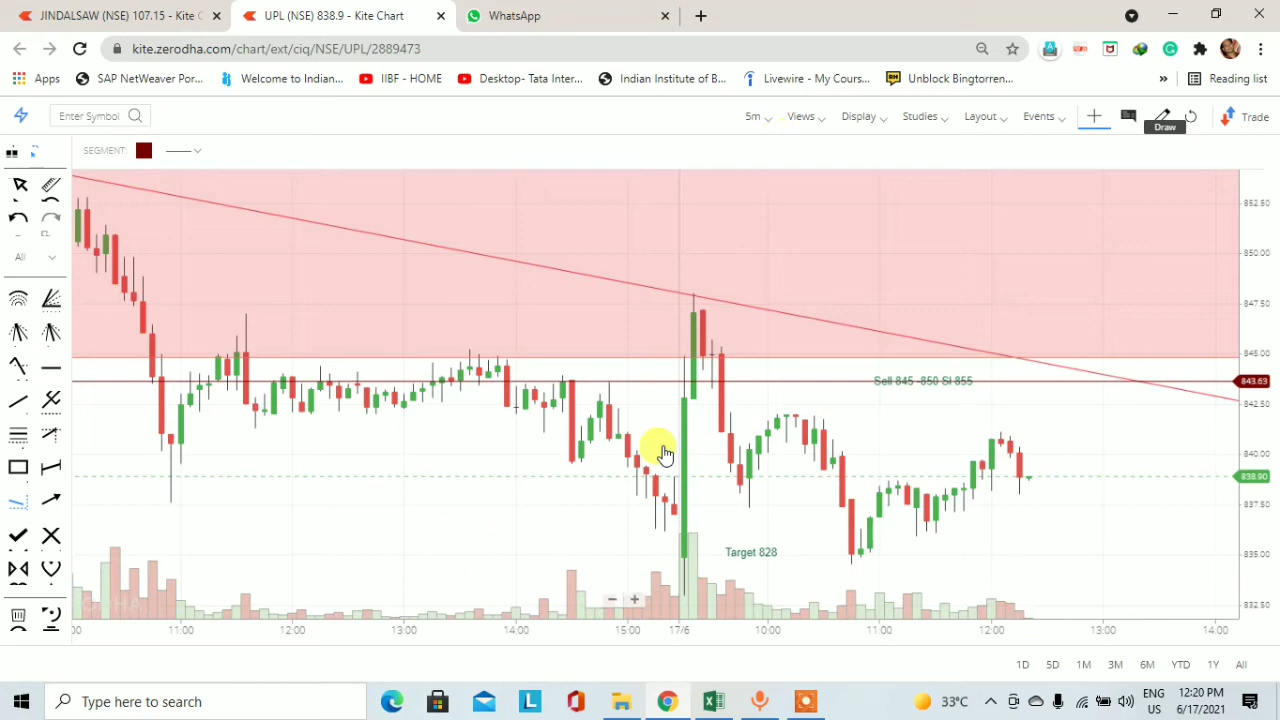 JINDALSAW (NSE) 107.15 - Kite C
UPL (NSE) 838.9 - Kite Chart
WhatsApp
kite.zerodha.com/chart/ext/ciq/NSE/UPL/2889473
Apps
SAP NetWeaver Por...
Welcome to Indian...
IIBF - HOME
Desktop- Tata Inter...
Indian Institute of B...
Livewire - My Cours...
Unblock Bingtorren...
»
Reading list
Enter Symbol
5m
Views
Display
Studies
Layout
Events
Trade
Draw
SEGMENT:
All
852.50
850.00
847.50
845.00
843.63
842.50
840.00
838.90
837.50
835.00
832.50
Sell 845 -850 Sl 855
Target 828
:00
11:00
12:00
13:00
14:00
15:00
17/6
10:00
11:00
12:00
13:00
14:00
1D
5D
1M
3M
6M
YTD
1Y
All
Type here to search
33°C
ENG
US
12:20 PM
6/17/2021